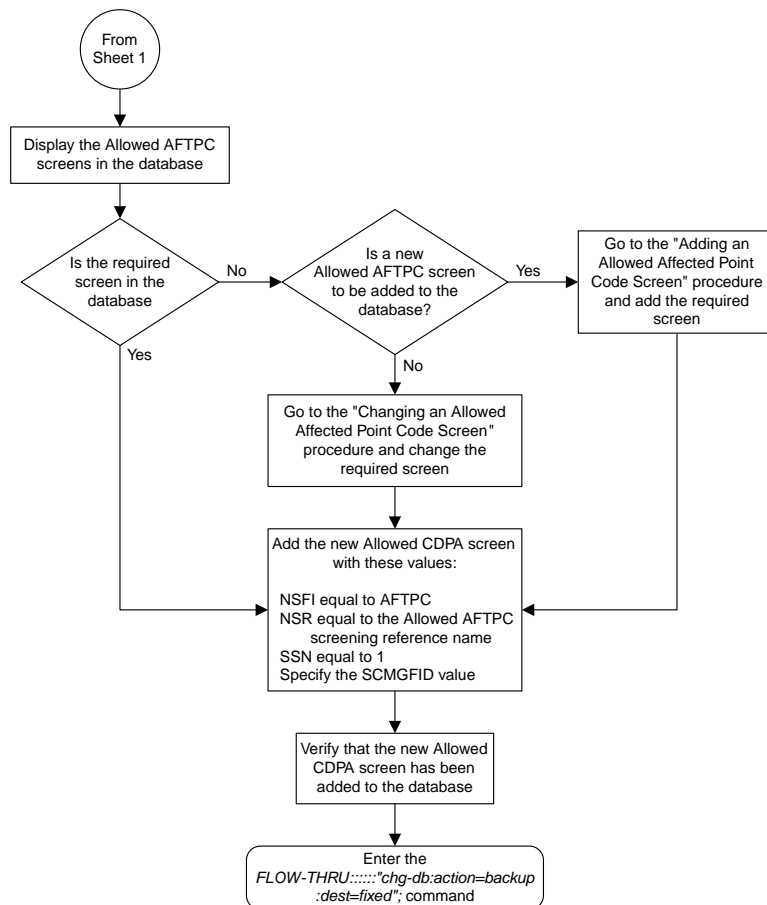 From
Sheet 1
Display the Allowed AFTPC
screens in the database
Is the required
screen in the
database
No
Yes
Is a new
Allowed AFTPC screen
to be added to the
database?
Yes
No
Go to the "Adding an
Allowed Affected Point
Code Screen" procedure
and add the required
screen
Go to the "Changing an Allowed
Affected Point Code Screen"
procedure and change the
required screen
Add the new Allowed CDPA screen
with these values:
NSFI equal to AFTPC
NSR equal to the Allowed AFTPC
screening reference name
SSN equal to 1
Specify the SCMGFID value
Verify that the new Allowed
CDPA screen has been
added to the database
Enter the
FLOW-THRU::::::"chg-db:action=backup
:dest=fixed"; command